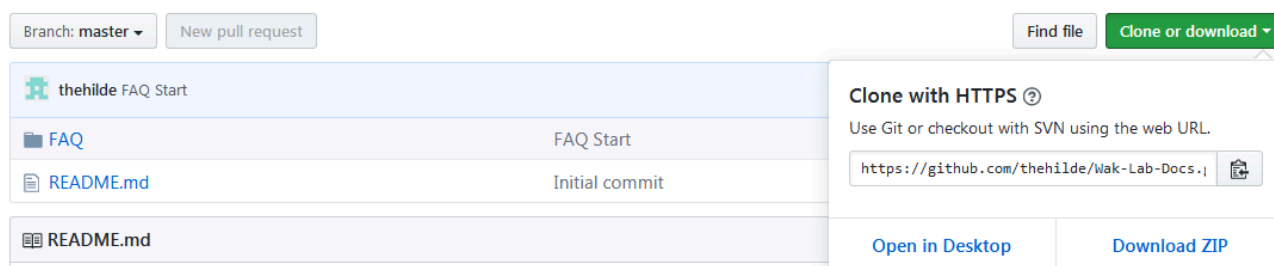 Branch: master
New pull request
Find file
Clone or download
thehilde FAQ Start
FAQ
FAQ Start
README.md
Initial commit
README.md
Clone with HTTPS
Use Git or checkout with SVN using the web URL.
https://github.com/thehilde/Wak-Lab-Docs.
Open in Desktop
Download ZIP